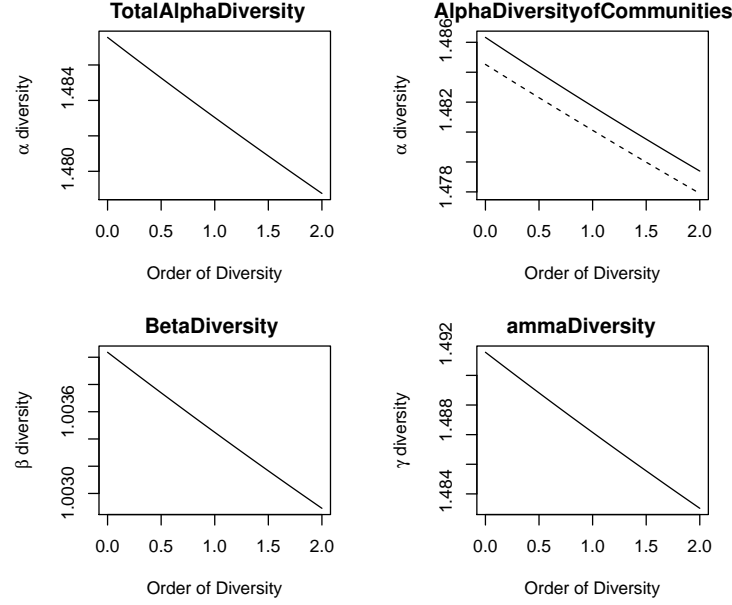 TotalAlphaDiversity
α diversity
1.480
1.484
0.0 0.5 1.0 1.5 2.0
Order of Diversity
AlphaDiversityofCommunities
α diversity
1.478
1.482
1.486
0.0 0.5 1.0 1.5 2.0
Order of Diversity
BetaDiversity
β diversity
1.0030
1.0036
0.0 0.5 1.0 1.5 2.0
Order of Diversity
ammaDiversity
γ diversity
1.484
1.488
1.492
0.0 0.5 1.0 1.5 2.0
Order of Diversity